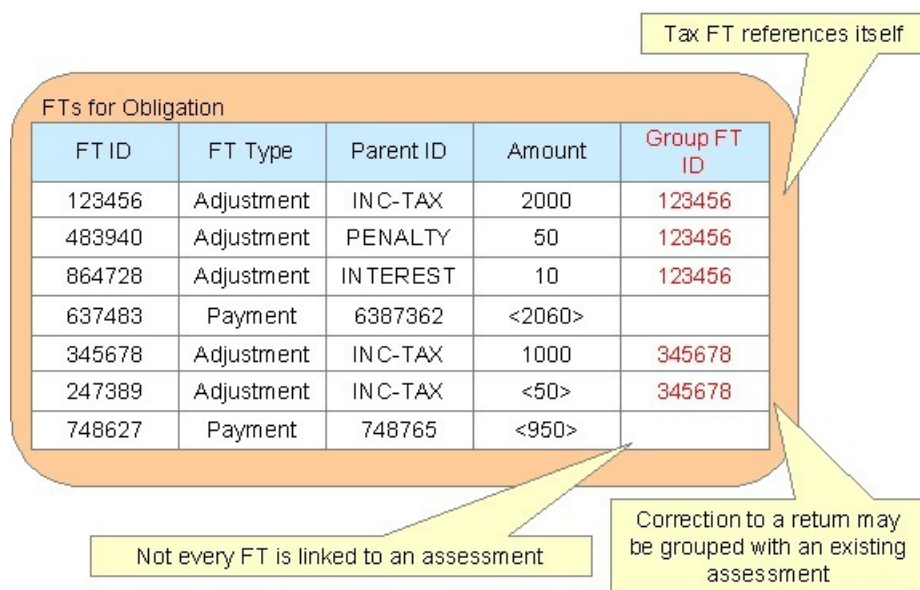 Tax FT references itself
FTs for Obligation
FT ID FT Type Parent ID Amount Group FT
ID
123456 Adjustment INC-TAX 2000 123456
483940 Adjustment PENALTY 50 123456
864728 Adjustment INTEREST 10 123456
637483 Payment 6387362 <2060>
345678 Adjustment INC-TAX 1000 345678
247389 Adjustment INC-TAX <50> 345678
748627 Payment 748765 <950>
Not every FT is linked to an assessment
Correction to a return may
be grouped with an existing
assessment